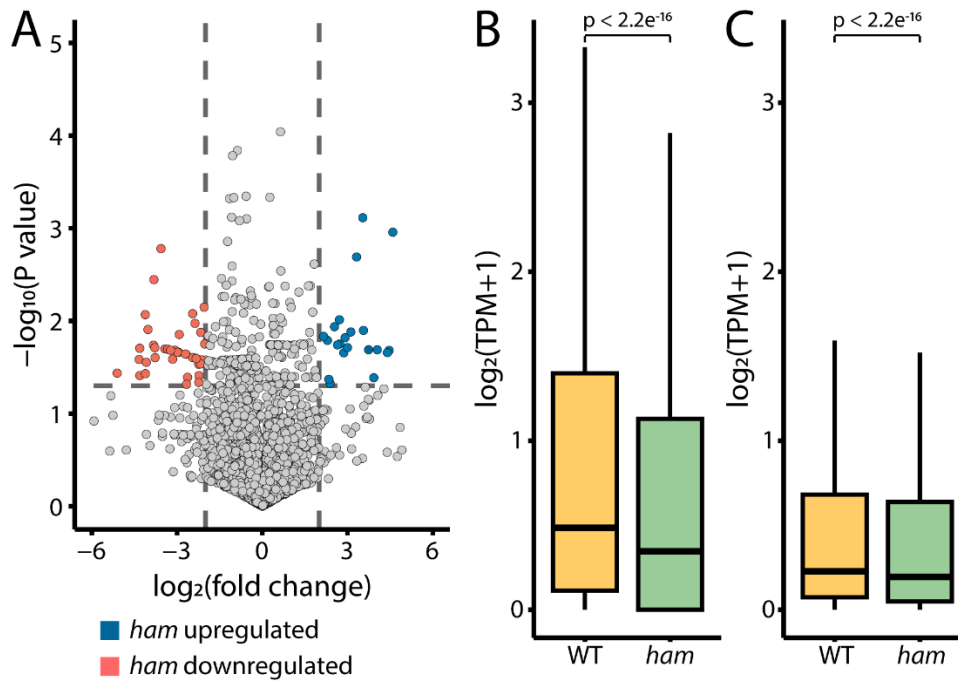 A
5
4
3
2
1
0
−log₁₀(P value)
−6
−3
0
3
6
log₂(fold change)
ham upregulated
ham downregulated
B
p < 2.2e⁻¹⁶
3
2
1
0
log₂(TPM+1)
WT
ham
C
p < 2.2e⁻¹⁶
3
2
1
0
log₂(TPM+1)
WT
ham